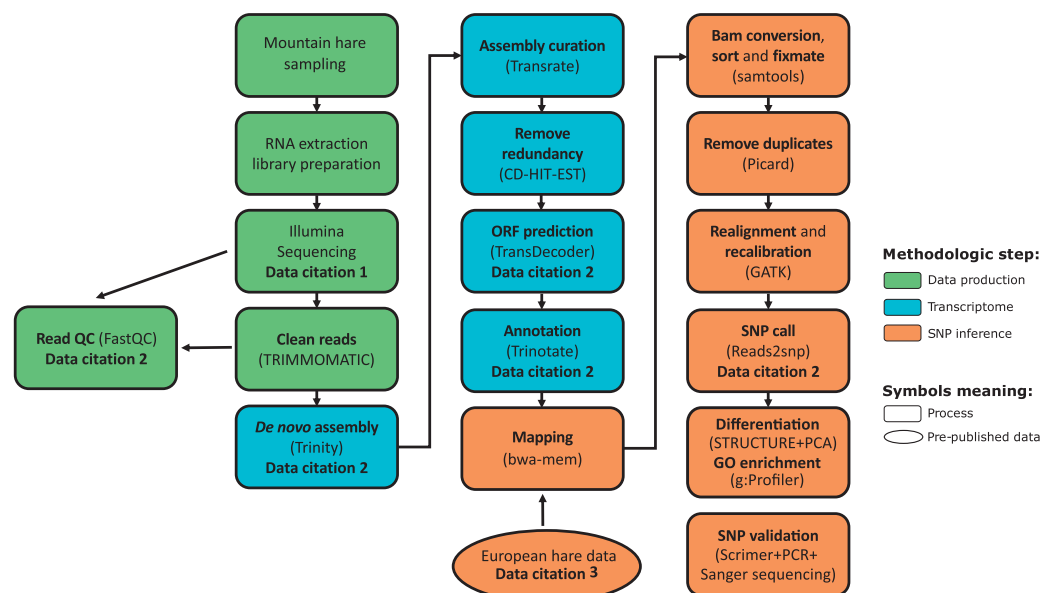 Mountain hare
sampling
RNA extraction
library preparation
Illumina
Sequencing
Data citation 1
Read QC (FastQC)
Data citation 2
Clean reads
(TRIMMOMATIC)
De novo assembly
(Trinity)
Data citation 2
Assembly curation
(Transrate)
Remove
redundancy
(CD-HIT-EST)
ORF prediction
(TransDecoder)
Data citation 2
Annotation
(Trinotate)
Data citation 2
Mapping
(bwa-mem)
European hare data
Data citation 3
Bam conversion,
sort and fixmate
(samtools)
Remove duplicates
(Picard)
Realignment and
recalibration
(GATK)
SNP call
(Reads2snp)
Data citation 2
Differentiation
(STRUCTURE+PCA)
GO enrichment
(g:Profiler)
SNP validation
(Scrimer+PCR+
Sanger sequencing)
Methodologic step:
Data production
Transcriptome
SNP inference
Symbols meaning:
Process
Pre-published data